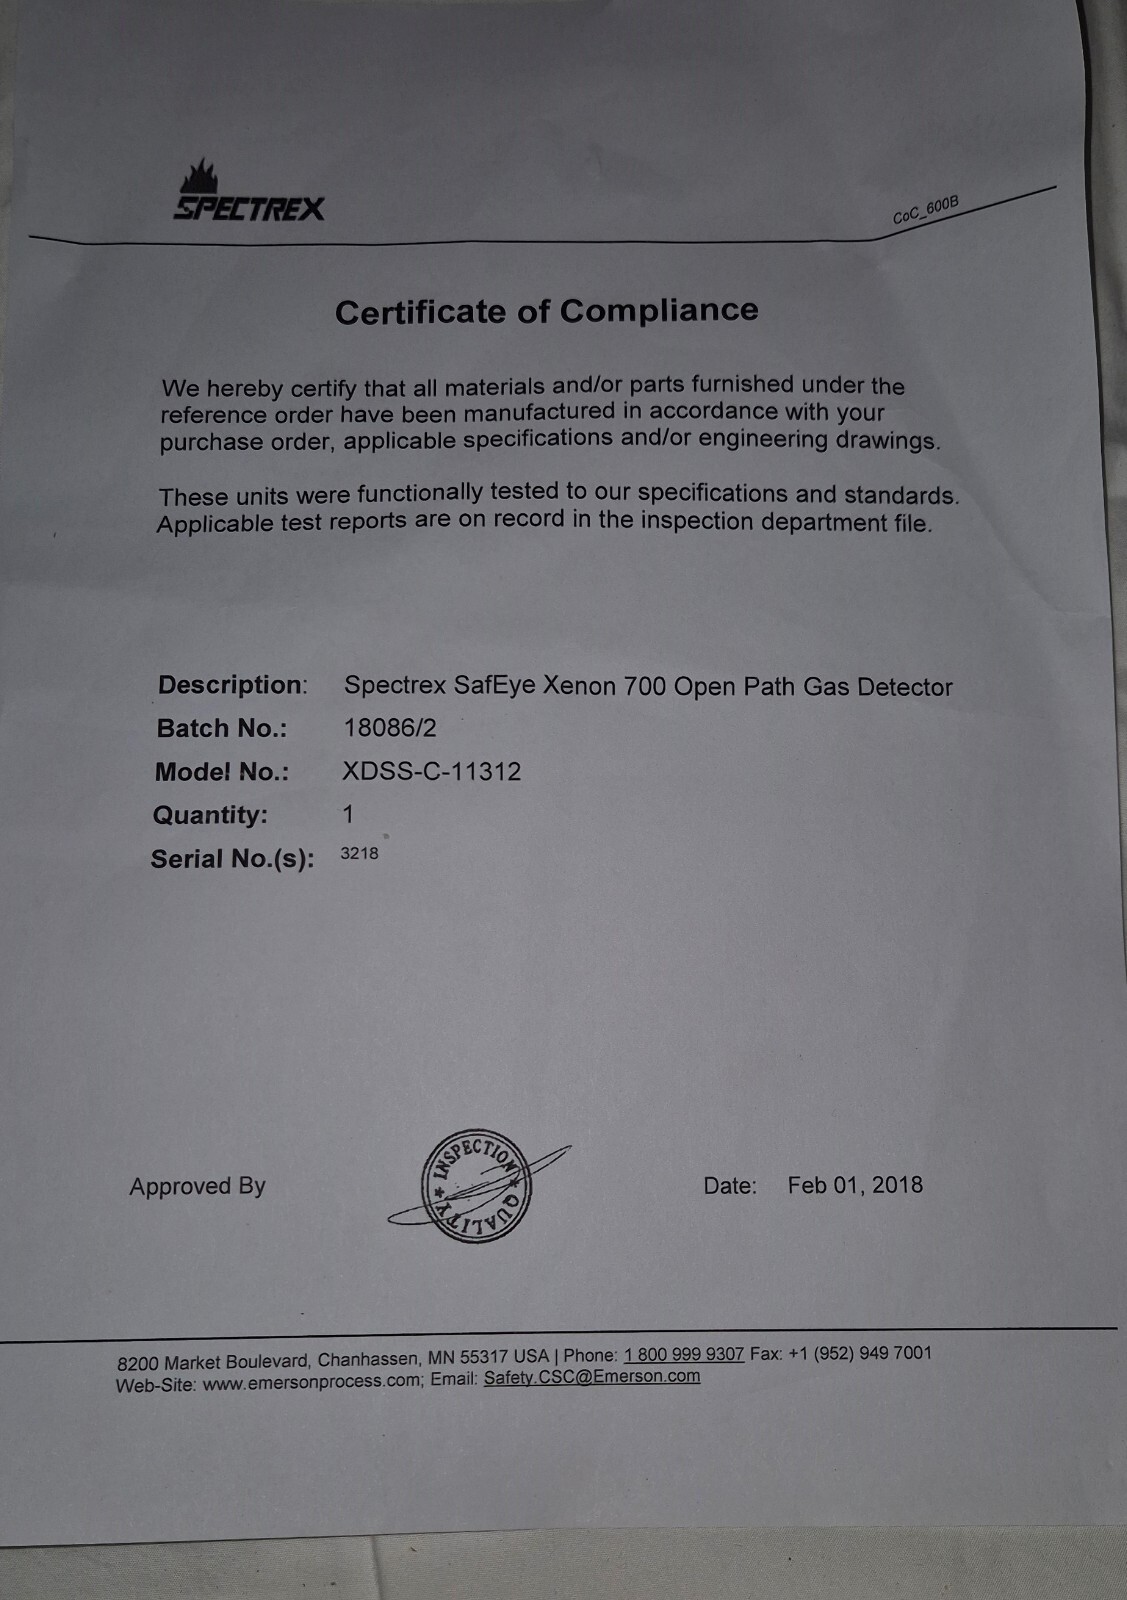 SPECTREX
CoC_600B
Certificate of Compliance
We hereby certify that all materials and/or parts furnished under the
reference order have been manufactured in accordance with your
purchase order, applicable specifications and/or engineering drawings.
These units were functionally tested to our specifications and standards.
Applicable test reports are on record in the inspection department file.
Description: Spectrex SafEye Xenon 700 Open Path Gas Detector
Batch No.: 18086/2
Model No.: XDSS-C-11312
Quantity: 1
Serial No.(s): 3218
Approved By
INSPECTION
QUALITY
Date: Feb 01, 2018
8200 Market Boulevard, Chanhassen, MN 55317 USA | Phone: 1 800 999 9307 Fax: +1 (952) 949 7001
Web-Site: www.emersonprocess.com; Email: Safety.CSC@Emerson.com